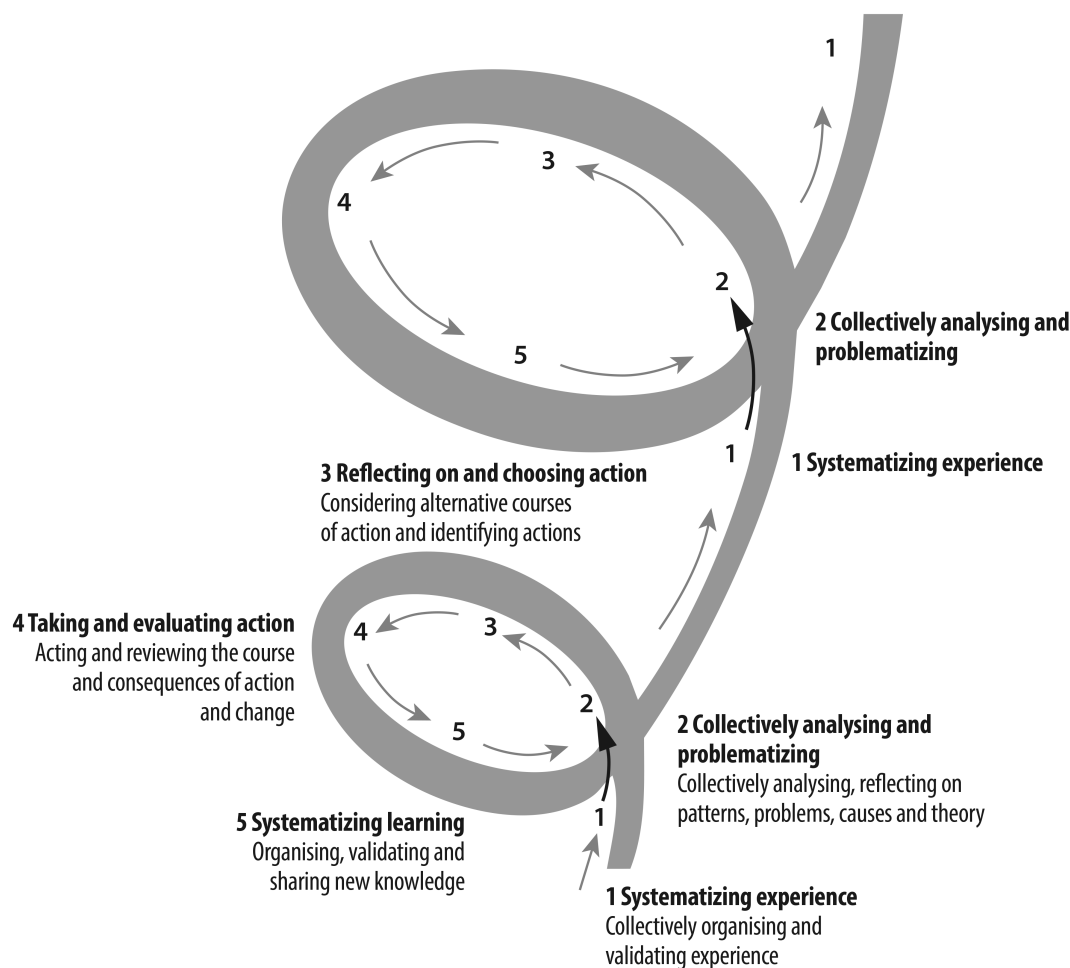 1
3
4
2
5
2 Collectively analysing and
problematizing
1
1 Systematizing experience
3 Reflecting on and choosing action
Considering alternative courses
of action and identifying actions
4 Taking and evaluating action
Acting and reviewing the course
and consequences of action
and change
4
3
2
5
2 Collectively analysing and
problematizing
Collectively analysing, reflecting on
patterns, problems, causes and theory
1
5 Systematizing learning
Organising, validating and
sharing new knowledge
1 Systematizing experience
Collectively organising and
validating experience